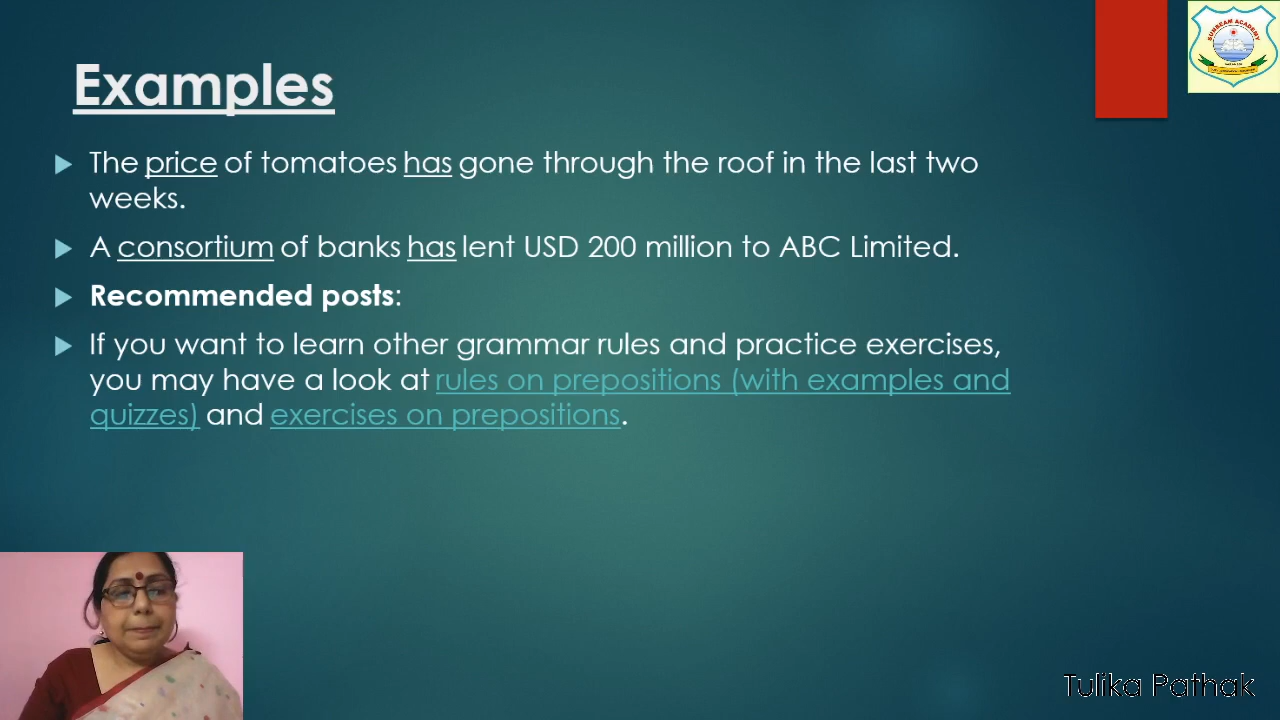 SUNBEAM ACADEMY
Examples
The price of tomatoes has gone through the roof in the last two
weeks.
A consortium of banks has lent USD 200 million to ABC Limited.
Recommended posts:
If you want to learn other grammar rules and practice exercises,
you may have a look at rules on prepositions (with examples and
quizzes) and exercises on prepositions.
Tulika Pathak